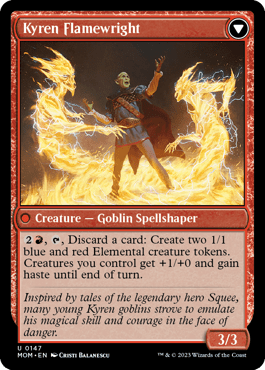 Kyren Flamewright
Creature — Goblin Spellshaper
2R, T, Discard a card: Create two 1/1
blue and red Elemental creature tokens.
Creatures you control get +1/+0 and gain
haste until end of turn.
Inspired by tales of the legendary hero Squee,
many young Kyren goblins strove to emulate
his magical skill and courage in the face of
danger.
3/3
U 0147
MOM • EN Cristi Balanescu
™ & © 2023 Wizards of the Coast